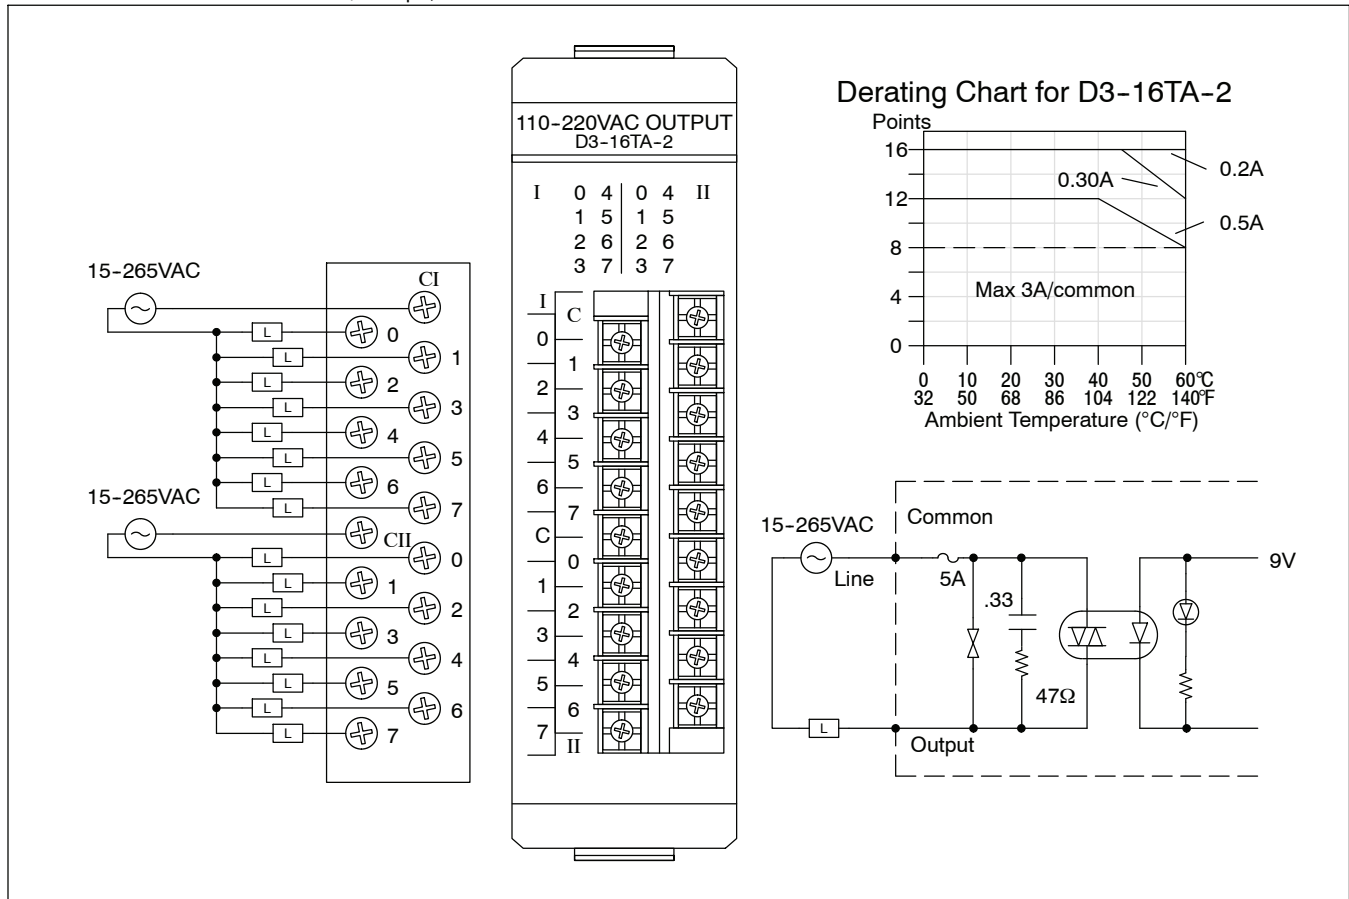 Derating Chart for D3-16TA-2
Points
16
12
8
4
0
0.2A
0.30A
0.5A
Max 3A/common
0 10 20 30 40 50 60°C
32 50 68 86 104 122 140°F
Ambient Temperature (°C/°F)
110-220VAC OUTPUT
D3-16TA-2
I 0 4 0 4 II
1 5 1 5
2 6 2 6
3 7 3 7
I
C
0
1
2
3
4
5
6
7
C
0
1
2
3
4
5
6
7
II
15-265VAC
CI
L 0
L 1
L 2
L 3
L 4
L 5
L 6
L 7
15-265VAC
CII
L 0
L 1
L 2
L 3
L 4
L 5
L 6
L 7
15-265VAC
Common
Line
5A
.33
9V
47Ω
L
Output